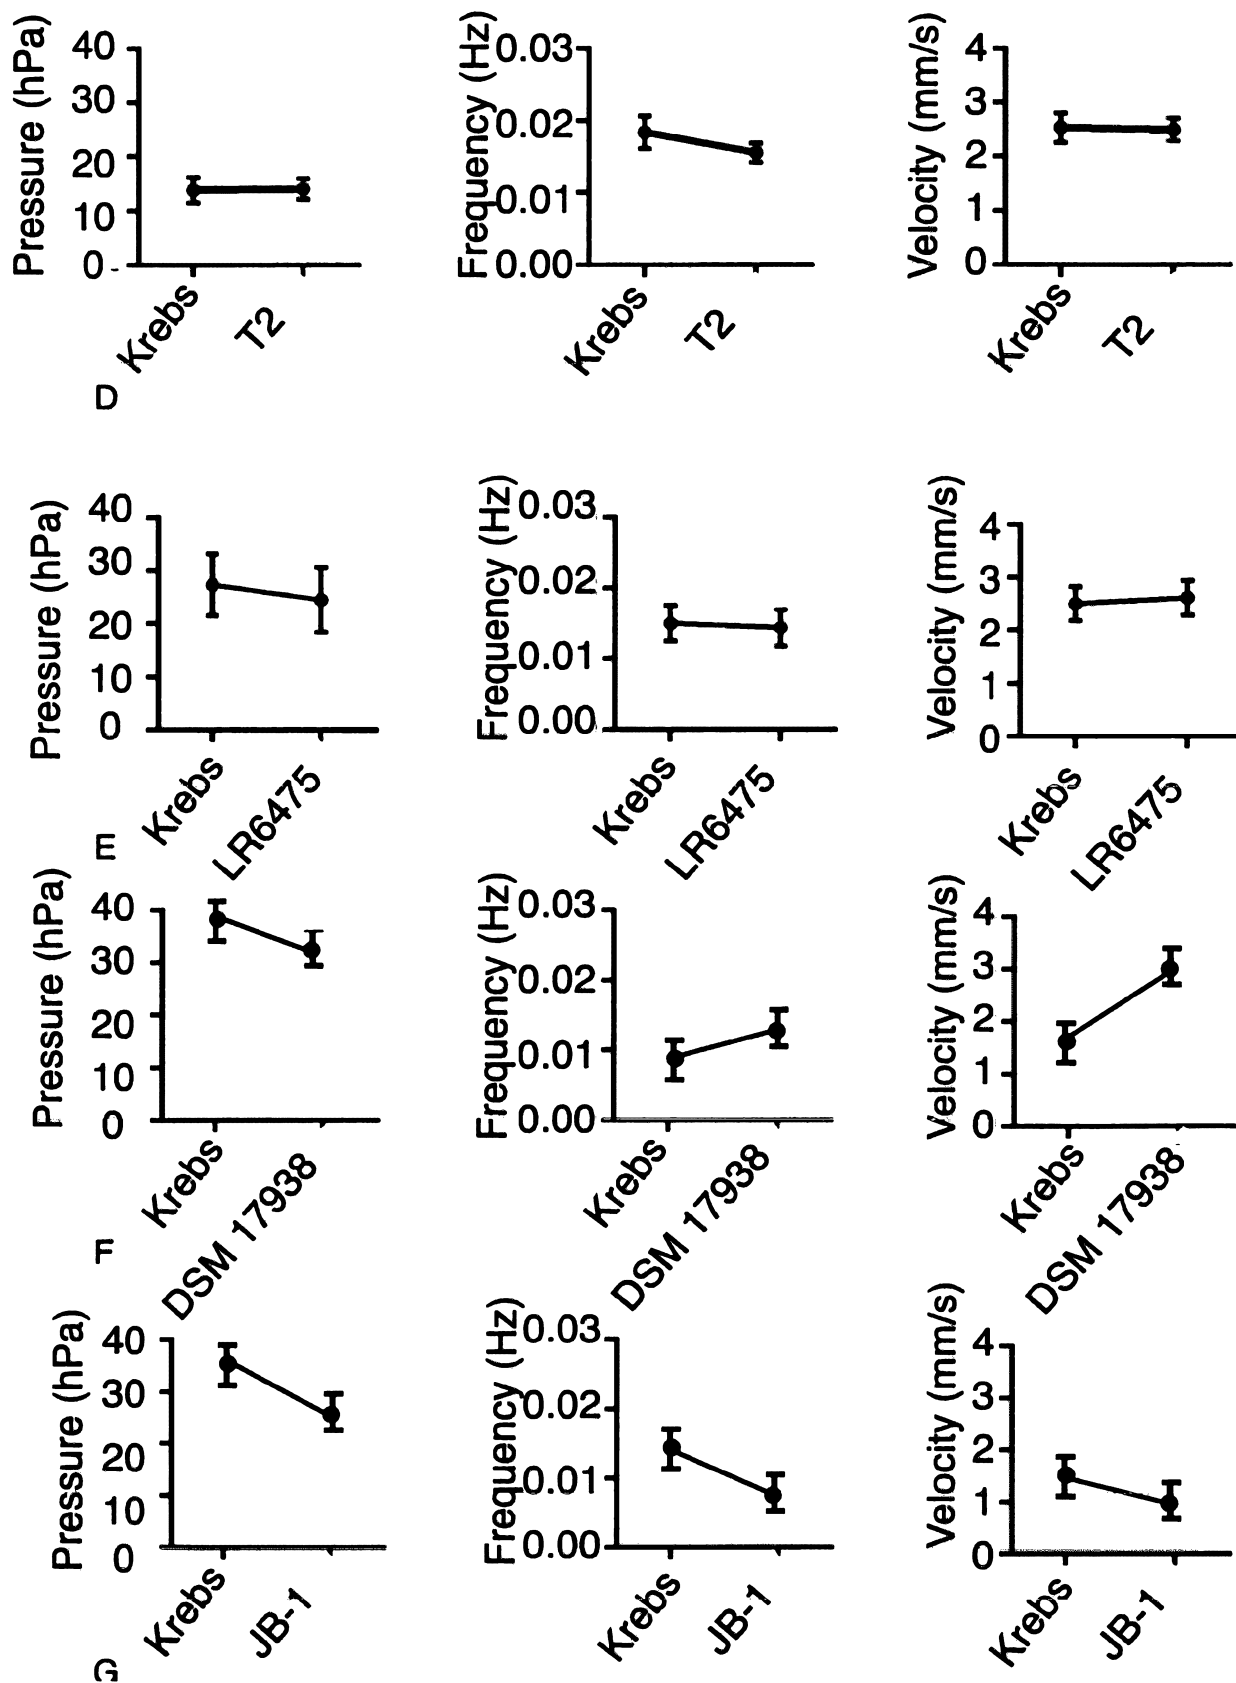 Pressure (hPa)
40
30
20
10
0
Krebs
T2
Frequency (Hz)
0.03
0.02
0.01
0.00
Krebs
T2
Velocity (mm/s)
4
3
2
1
0
Krebs
T2
D
Pressure (hPa)
40
30
20
10
0
Krebs
LR6475
Frequency (Hz)
0.03
0.02
0.01
0.00
Krebs
LR6475
Velocity (mm/s)
4
3
2
1
0
Krebs
LR6475
E
Pressure (hPa)
40
30
20
10
0
Krebs
DSM 17938
Frequency (Hz)
0.03
0.02
0.01
0.00
Krebs
DSM 17938
Velocity (mm/s)
4
3
2
1
0
Krebs
DSM 17938
F
Pressure (hPa)
40
30
20
10
0
Krebs
JB-1
Frequency (Hz)
0.03
0.02
0.01
0.00
Krebs
JB-1
Velocity (mm/s)
4
3
2
1
0
Krebs
JB-1
G